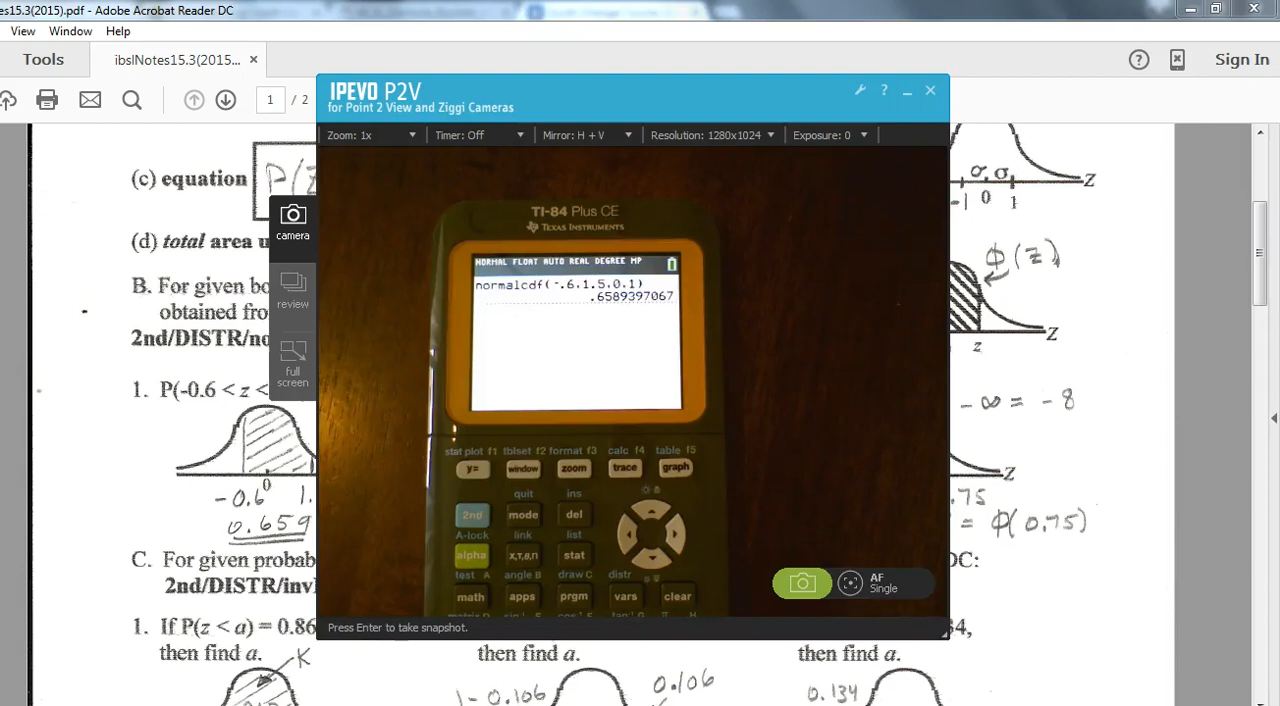 es15.3(2015).pdf - Adobe Acrobat Reader DC
View Window Help
Tools
ibslNotes15.3(2015... ×
Sign In
1 / 2
IPEVO P2V
for Point 2 View and Ziggi Cameras
Zoom: 1x
Timer: Off
Mirror: H + V
Resolution: 1280x1024
Exposure: 0
camera
review
full
screen
(c) equation P(Z
(d) total area u
B. For given bo
obtained fro
2nd/DISTR/no
1. P(-0.6 < z <
0
-0.6 1.
0.659
C. For given probab
2nd/DISTR/inv
1. If P(z < a) = 0.86
then find a.
K
TI-84 Plus CE
TEXAS INSTRUMENTS
NORMAL FLOAT AUTO REAL DEGREE MP
normalcdf(-.6,1.5,0,1)
.6589397067
stat plot f1 tblset f2 format f3 calc f4 table f5
y= window zoom trace graph
quit ins
2nd mode del
A-lock link list
alpha X,T,θ,n stat
test A angle B draw C distr
math apps prgm vars clear
AF
Single
Press Enter to take snapshot.
σ σ
-1 0 1 Z
Φ(z)
z Z
-∞ = -8
Z
.75
= Φ(0.75)
DC:
34,
then find a.
then find a.
1-0.106
0.106
0.134